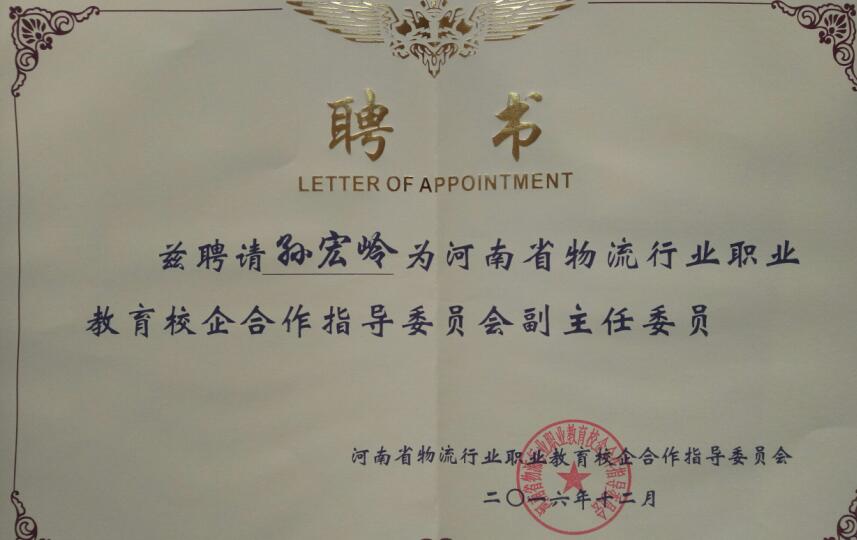 聘 书
LETTER OF APPOINTMENT
兹聘请孙宏岭为河南省物流行业职业
教育校企合作指导委员会副主任委员
河南省物流行业职业教育校企合作指导委员会
二〇一六年十二月